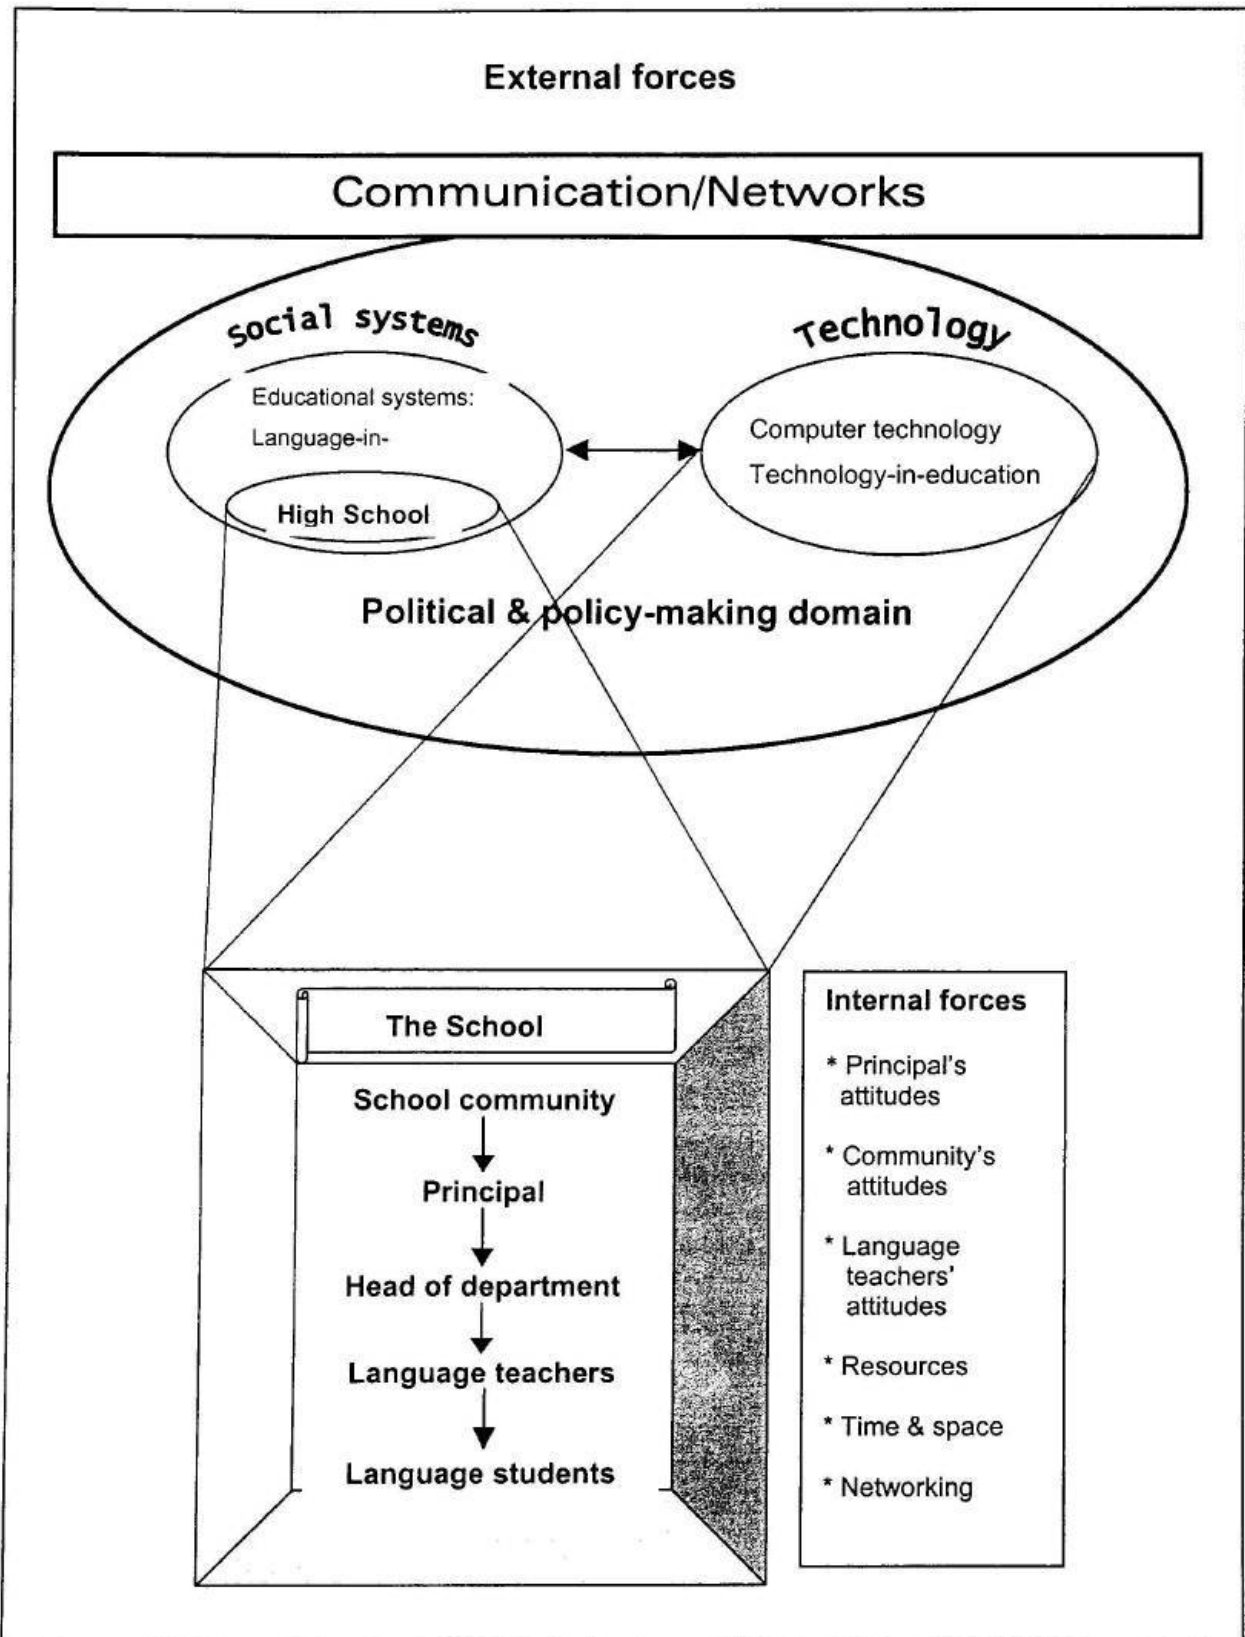 External forces
Communication/Networks
Social systems
Technology
Educational systems:
Language-in-
High School
Computer technology
Technology-in-education
Political & policy-making domain
The School
School community
Principal
Head of department
Language teachers
Language students
Internal forces
* Principal's
attitudes
* Community's
attitudes
* Language
teachers'
attitudes
* Resources
* Time & space
* Networking